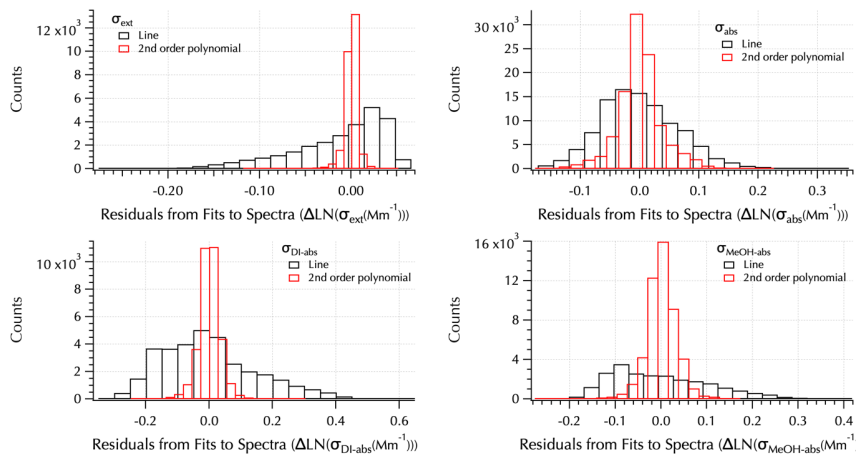 σext
Line
2nd order polynomial
12 x10³
10
8
6
4
2
0
Counts
-0.20
-0.10
0.00
Residuals from Fits to Spectra (ΔLN(σext(Mm⁻¹)))
σabs
Line
2nd order polynomial
30 x10³
25
20
15
10
5
0
Counts
-0.1
0.0
0.1
0.2
0.3
Residuals from Fits to Spectra (ΔLN(σabs(Mm⁻¹)))
σDI-abs
Line
2nd order polynomial
10 x10³
8
6
4
2
0
Counts
-0.2
0.0
0.2
0.4
0.6
Residuals from Fits to Spectra (ΔLN(σDI-abs(Mm⁻¹)))
σMeOH-abs
Line
2nd order polynomial
16 x10³
12
8
4
0
Counts
-0.2
-0.1
0.0
0.1
0.2
0.3
0.4
Residuals from Fits to Spectra (ΔLN(σMeOH-abs(Mm⁻¹